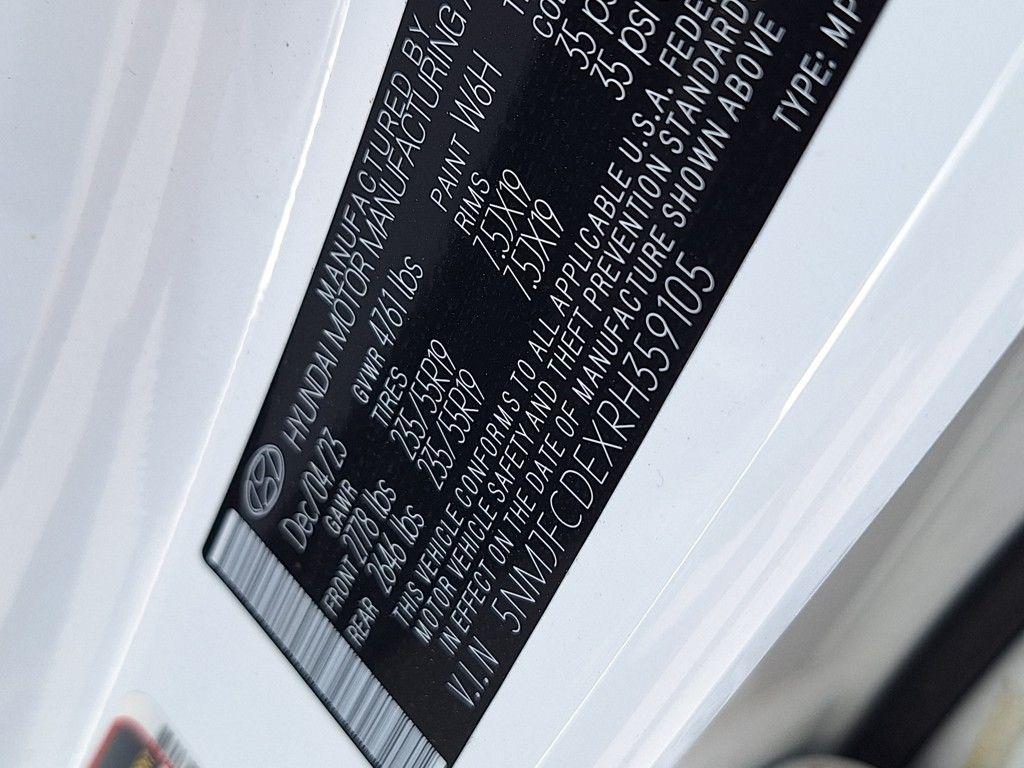 MANUFACTURED BY
HYUNDAI MOTOR MANUFACTURING
Dec/04/23
GVWR 4761 lbs
PAINT W6H
GAWR
TIRES
RIMS
FRONT 2778 lbs
235/55R19
7.5JX19
35 psi
REAR 2646 lbs
235/55R19
7.5JX19
35 psi
THIS VEHICLE CONFORMS TO ALL APPLICABLE U.S.A. FEDER
MOTOR VEHICLE SAFETY AND THEFT PREVENTION STANDARDS
IN EFFECT ON THE DATE OF MANUFACTURE SHOWN ABOVE
V.I.N 5NMJFCDEXRH359105
TYPE: MP